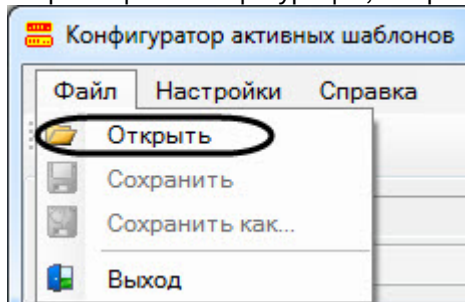 Конфигуратор активных шаблонов
Файл Настройки Справка
Открыть
Сохранить
Сохранить как...
Выход